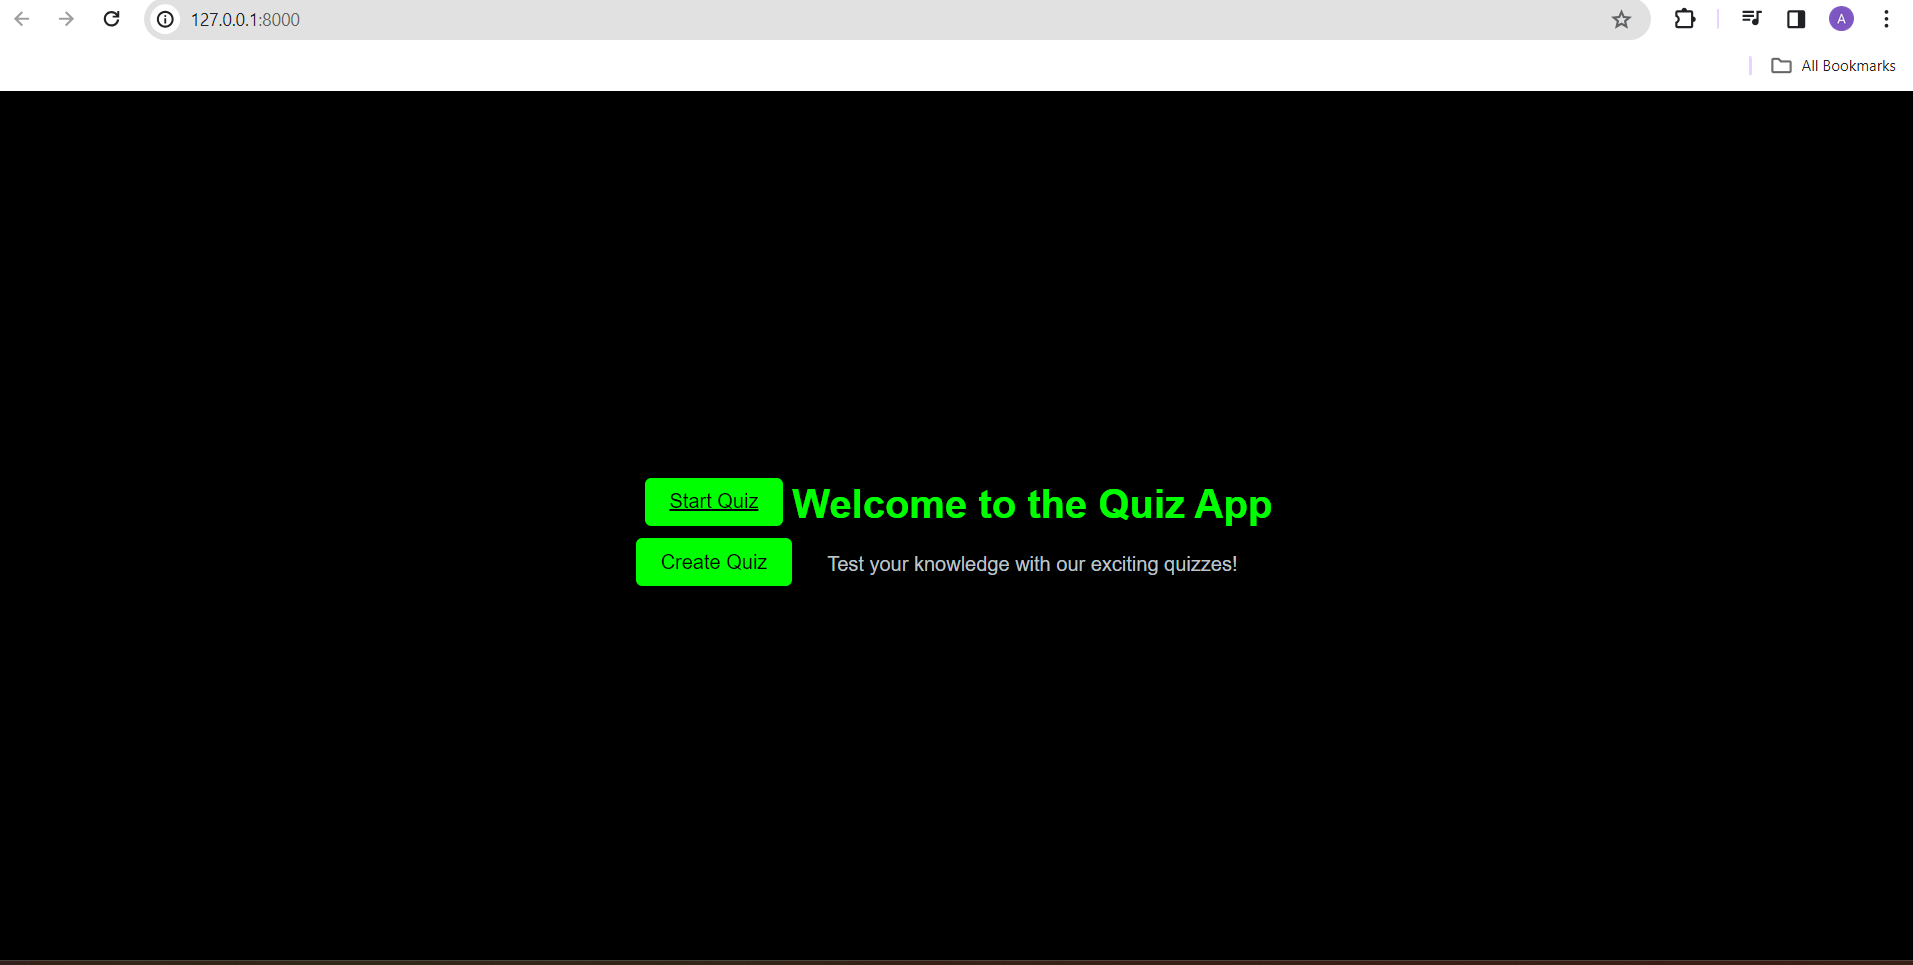 127.0.0.1:8000
A
All Bookmarks
Start Quiz
Welcome to the Quiz App
Create Quiz
Test your knowledge with our exciting quizzes!